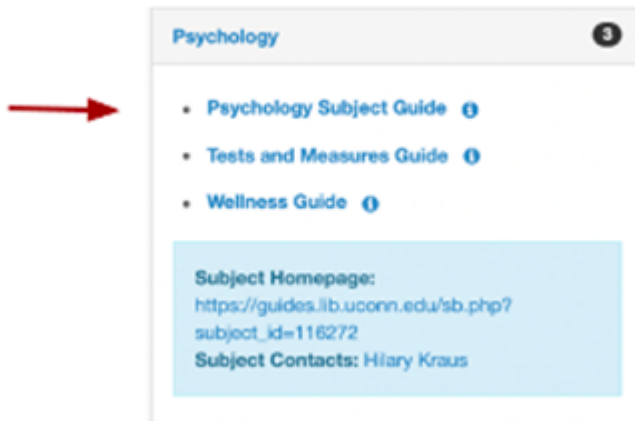 Psychology 3
Psychology Subject Guide
Tests and Measures Guide
Wellness Guide
Subject Homepage:
https://guides.lib.uconn.edu/sb.php?
subject_id=116272
Subject Contacts: Hilary Kraus